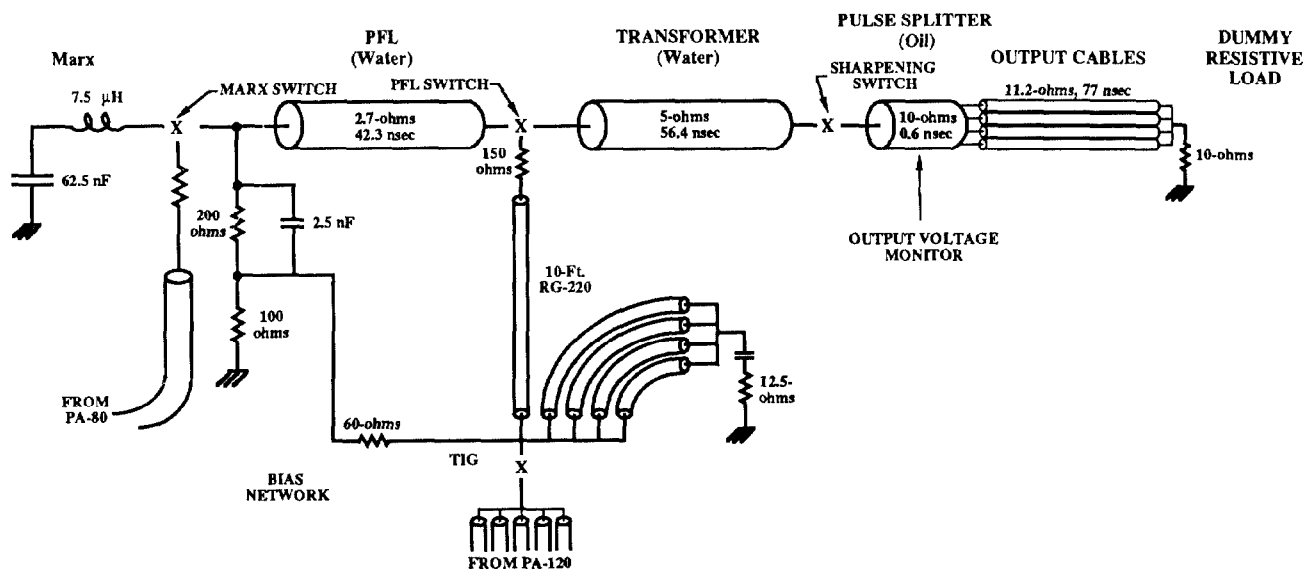 Marx
PFL
(Water)
TRANSFORMER
(Water)
PULSE SPLITTER
(Oil)
OUTPUT CABLES
DUMMY
RESISTIVE
LOAD
7.5 μH
MARX SWITCH
PFL SWITCH
SHARPENING
SWITCH
11.2-ohms, 77 nsec
X
2.7-ohms
42.3 nsec
X
5-ohms
56.4 nsec
X
10-ohms
0.6 nsec
10-ohms
62.5 nF
150
ohms
200
ohms
2.5 nF
OUTPUT VOLTAGE
MONITOR
10-Ft.
RG-220
100
ohms
12.5-
ohms
FROM
PA-80
60-ohms
TIG
X
BIAS
NETWORK
FROM PA-120